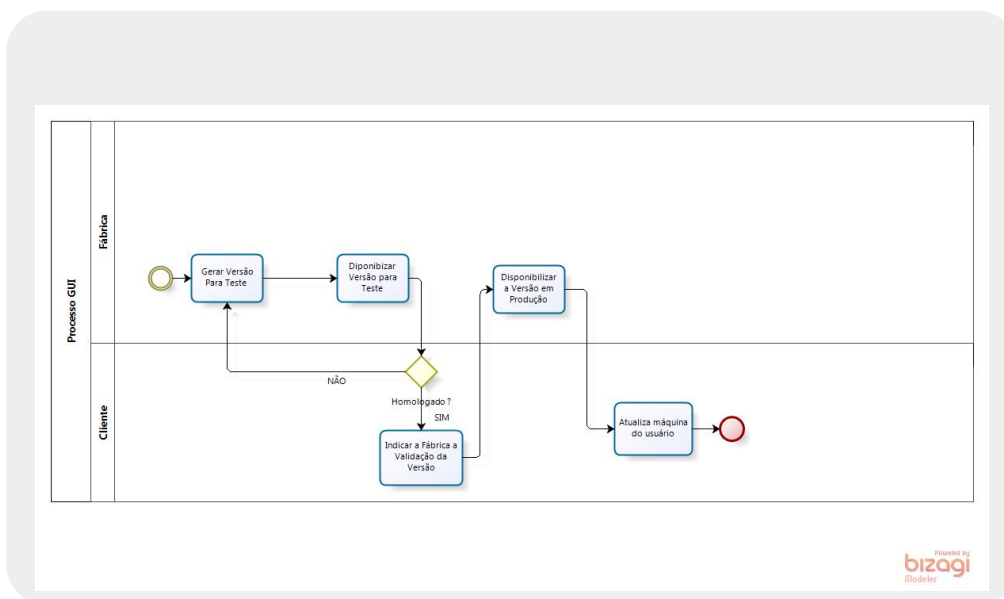 Processo GUI
Fábrica
Gerar Versão
Para Teste
Diponibizar
Versão para
Teste
Disponibilizar
a Versão em
Produção
Cliente
NÃO
Homologado ?
SIM
Indicar a Fábrica a
Validação da
Versão
Atualiza máquina
do usuário
Powered by
bizagi
Modeler